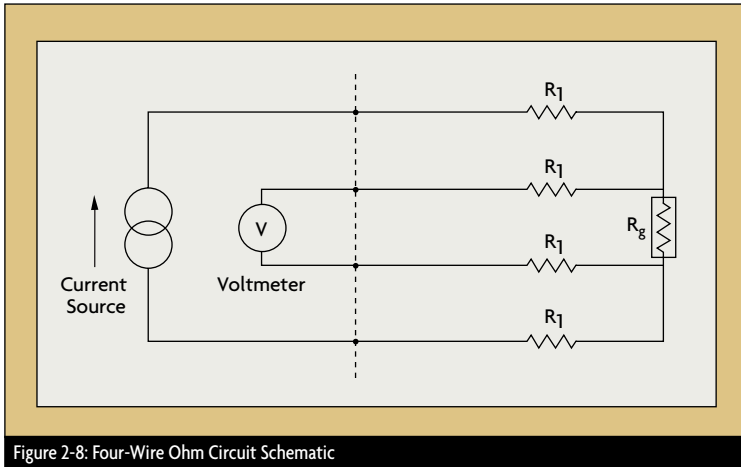 R1
R1
V
Rg
Current
Source
Voltmeter
R1
R1
Figure 2-8: Four-Wire Ohm Circuit Schematic